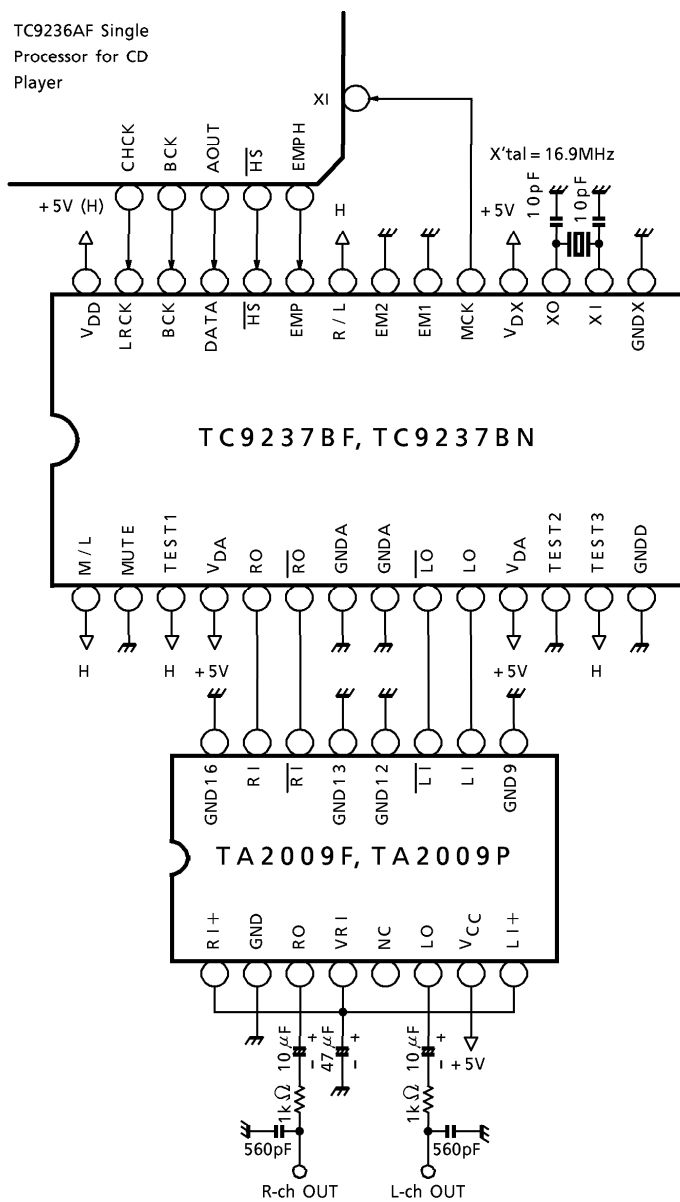 TC9236AF Single
Processor for CD
Player
XI
CHCK BCK AOUT HS EMPH
X'tal = 16.9MHz
10pF 10pF
+5V (H) H +5V
VDD LRCK BCK DATA HS EMP R/L EM2 EM1 MCK VDX XO XI GNDX
TC9237BF, TC9237BN
M/L MUTE TEST1 VDA RO RO GNDA GNDA LO LO VDA TEST2 TEST3 GNDD
H H +5V +5V H
GND16 RI RI GND13 GND12 LI LI GND9
TA2009F, TA2009P
RI+ GND RO VRI NC LO VCC LI+
10μF + - 47μF + - 10μF + - +5V
1kΩ 1kΩ
560pF 560pF
R-ch OUT L-ch OUT